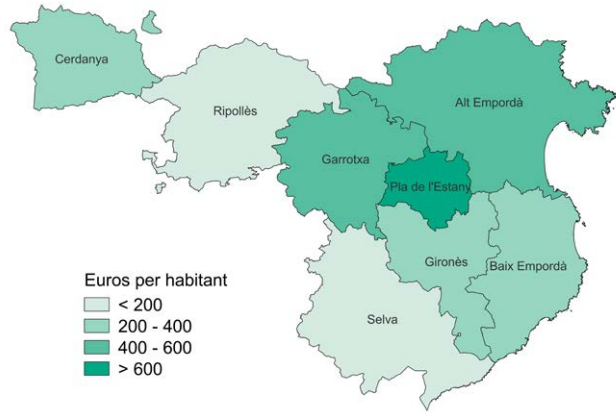 Cerdanya
Ripollès
Alt Empordà
Garrotxa
Pla de l'Estany
Gironès
Baix Empordà
Selva
Euros per habitant
< 200
200 - 400
400 - 600
> 600